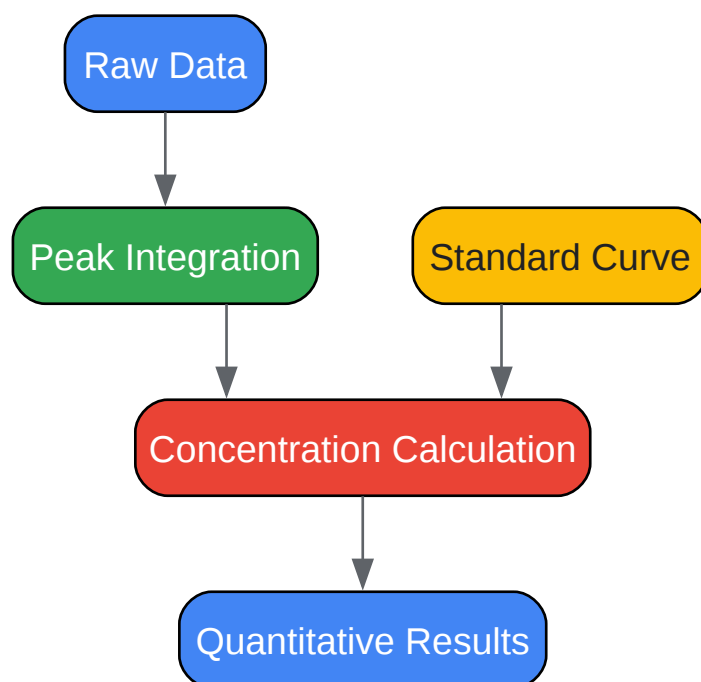 Raw Data
Peak Integration
Standard Curve
Concentration Calculation
Quantitative Results